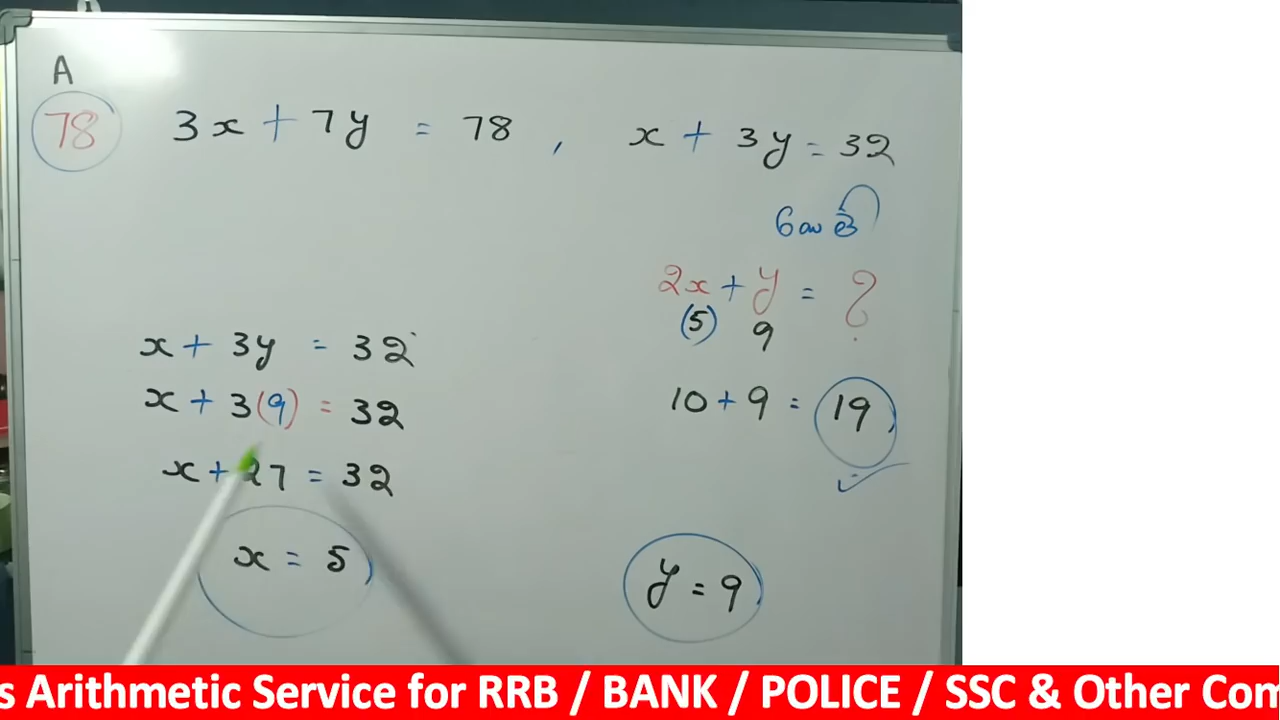 A
78 3x + 7y = 78 , x + 3y = 32
2x + y = ?
(5) 9
x + 3y = 32
x + 3(9) = 32
10 + 9 = 19
x + 27 = 32
x = 5
y = 9
s Arithmetic Service for RRB / BANK / POLICE / SSC & Other Com